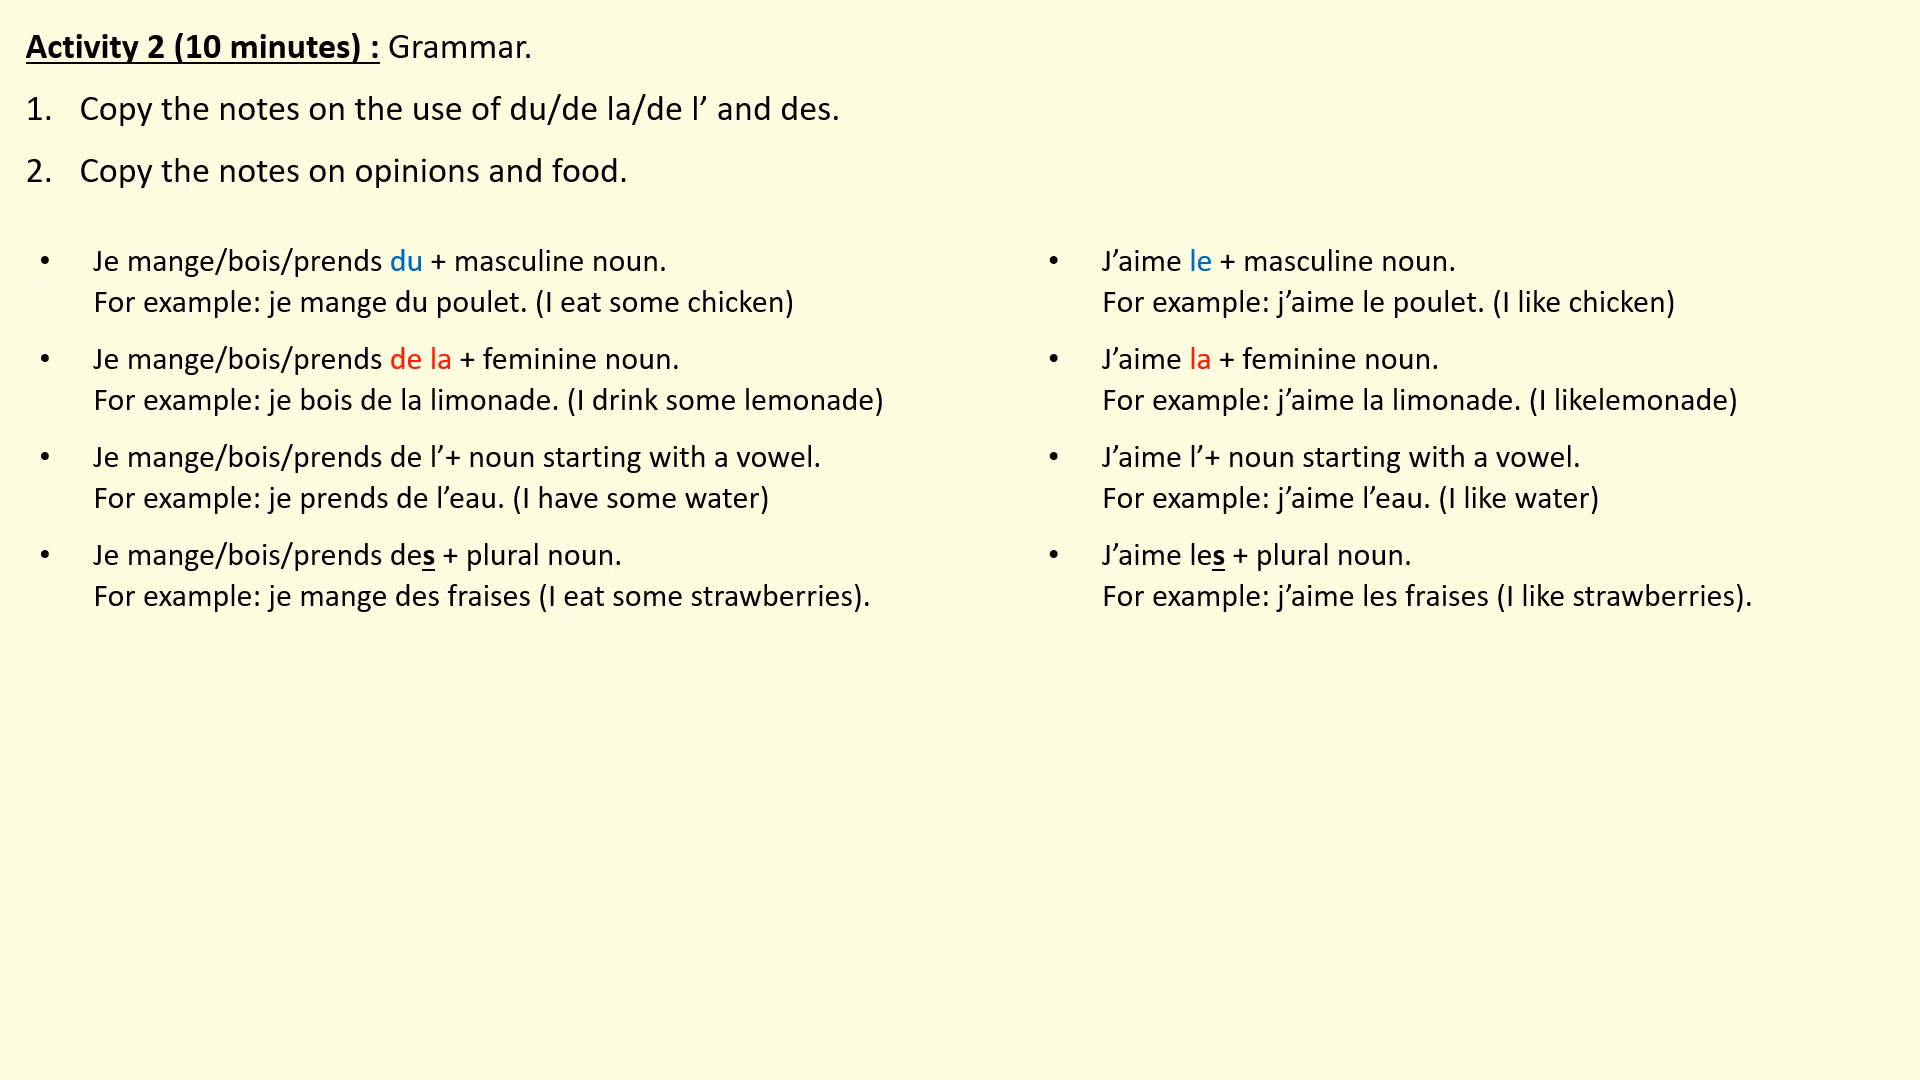 Activity 2 (10 minutes) : Grammar.
1. Copy the notes on the use of du/de la/de l’ and des.
2. Copy the notes on opinions and food.
• Je mange/bois/prends du + masculine noun.
For example: je mange du poulet. (I eat some chicken)
• Je mange/bois/prends de la + feminine noun.
For example: je bois de la limonade. (I drink some lemonade)
• Je mange/bois/prends de l’+ noun starting with a vowel.
For example: je prends de l’eau. (I have some water)
• Je mange/bois/prends des + plural noun.
For example: je mange des fraises (I eat some strawberries).
• J’aime le + masculine noun.
For example: j’aime le poulet. (I like chicken)
• J’aime la + feminine noun.
For example: j’aime la limonade. (I likelemonade)
• J’aime l’+ noun starting with a vowel.
For example: j’aime l’eau. (I like water)
• J’aime les + plural noun.
For example: j’aime les fraises (I like strawberries).